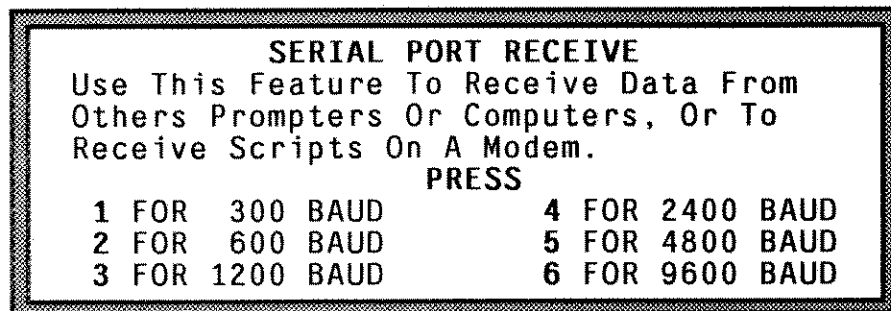 SERIAL PORT RECEIVE
Use This Feature To Receive Data From
Others Prompters Or Computers, Or To
Receive Scripts On A Modem.
PRESS
1 FOR 300 BAUD 4 FOR 2400 BAUD
2 FOR 600 BAUD 5 FOR 4800 BAUD
3 FOR 1200 BAUD 6 FOR 9600 BAUD